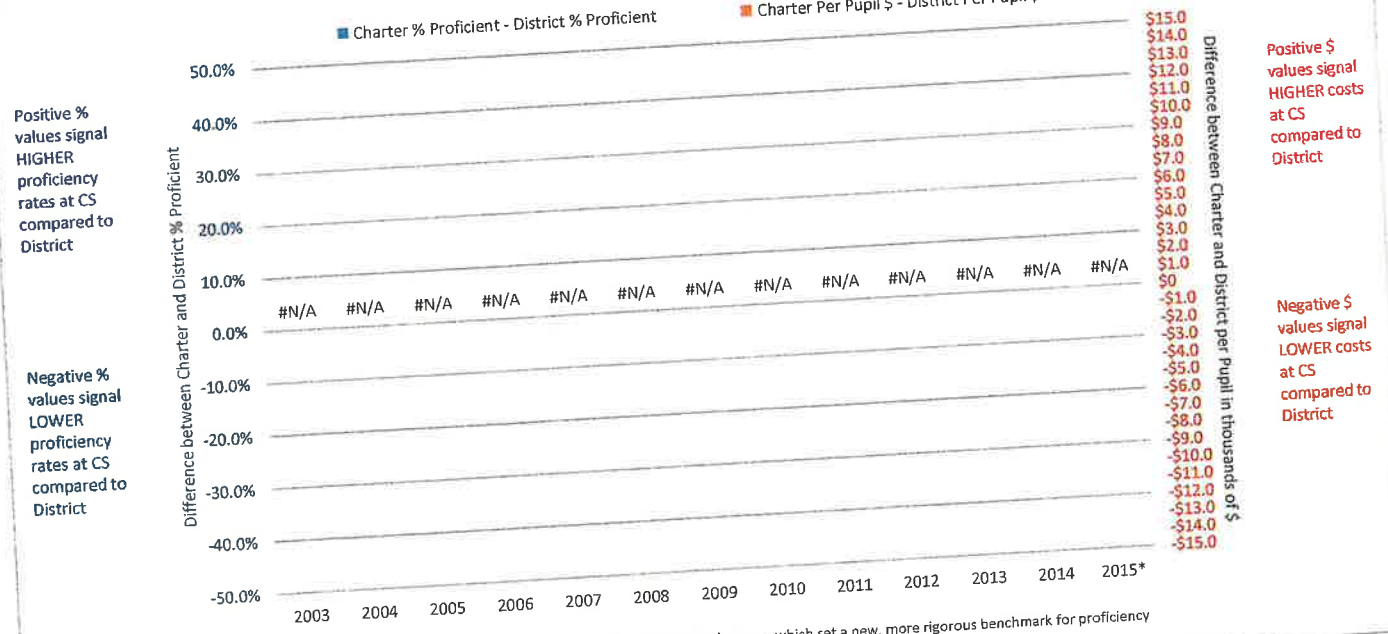 Charter % Proficient - District % Proficient
Charter Per Pupil $ - District Per Pupil $
Positive %
values signal
HIGHER
proficiency
rates at CS
compared to
District
Negative %
values signal
LOWER
proficiency
rates at CS
compared to
District
Difference between Charter and District % Proficient
50.0%
40.0%
30.0%
20.0%
10.0%
0.0%
-10.0%
-20.0%
-30.0%
-40.0%
-50.0%
#N/A #N/A #N/A #N/A #N/A #N/A #N/A #N/A #N/A #N/A #N/A #N/A #N/A
2003 2004 2005 2006 2007 2008 2009 2010 2011 2012 2013 2014 2015*
$15.0
$14.0
$13.0
$12.0
$11.0
$10.0
$9.0
$8.0
$7.0
$6.0
$5.0
$4.0
$3.0
$2.0
$1.0
$0
-$1.0
-$2.0
-$3.0
-$4.0
-$5.0
-$6.0
-$7.0
-$8.0
-$9.0
-$10.0
-$11.0
-$12.0
-$13.0
-$14.0
-$15.0
Difference between Charter and District per Pupil in thousands of $
Positive $
values signal
HIGHER costs
at CS
compared to
District
Negative $
values signal
LOWER costs
at CS
compared to
District
which set a new, more rigorous benchmark for proficiency